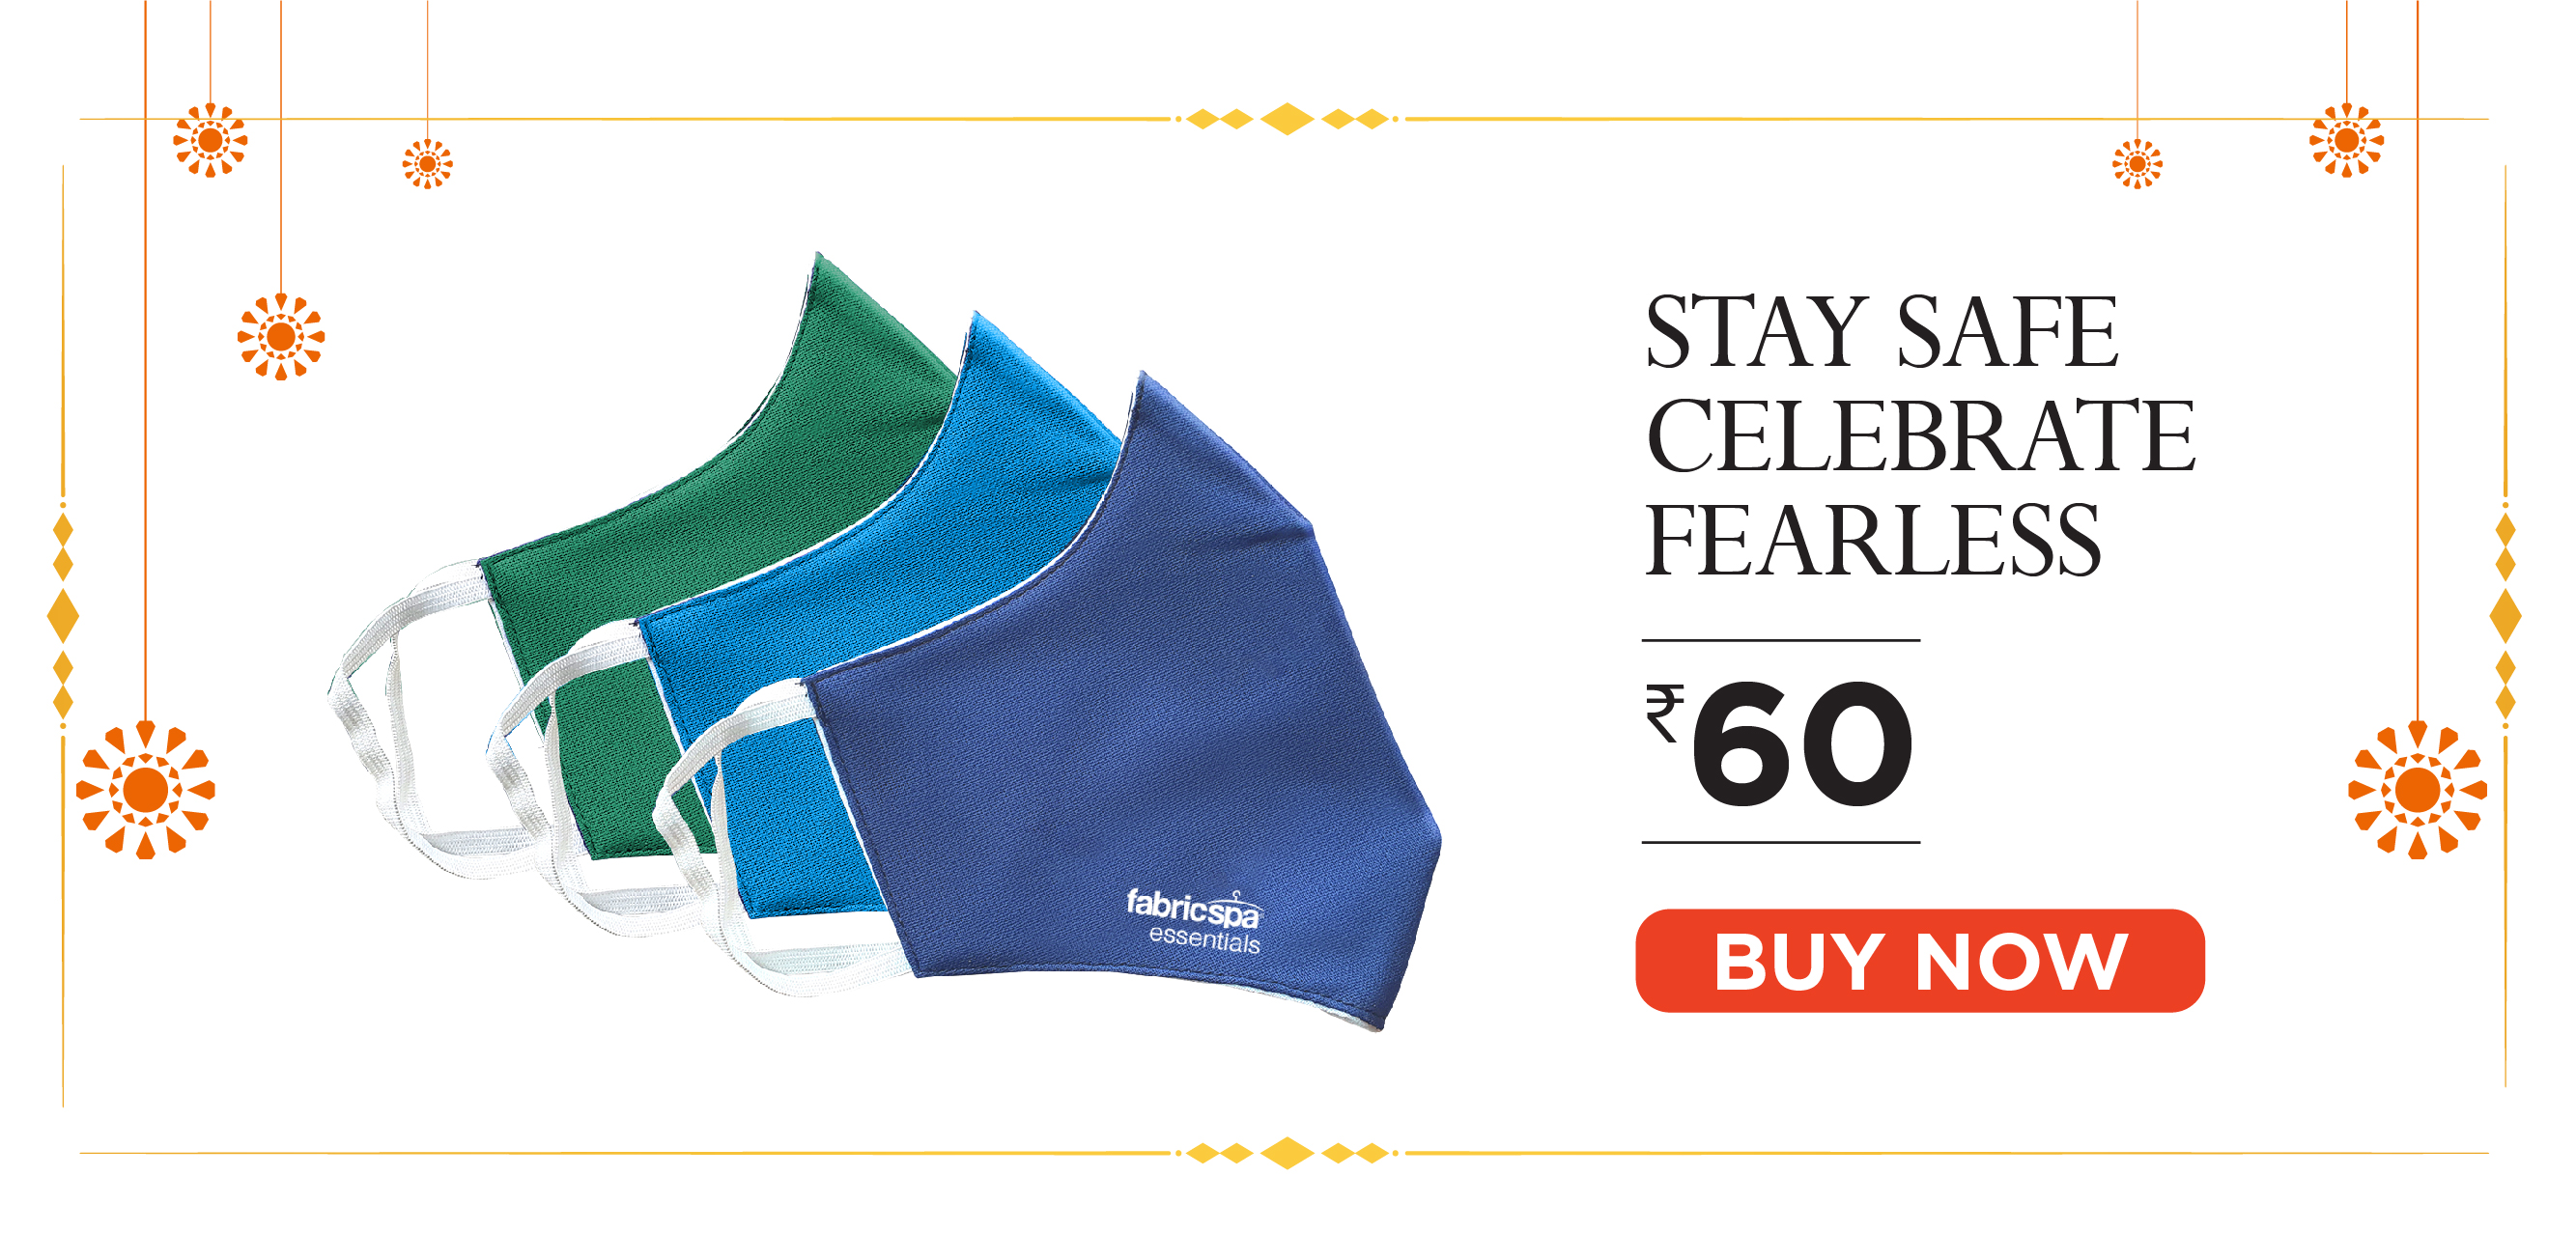 STAY SAFE
CELEBRATE
FEARLESS
₹60
BUY NOW
fabricspa
essentials